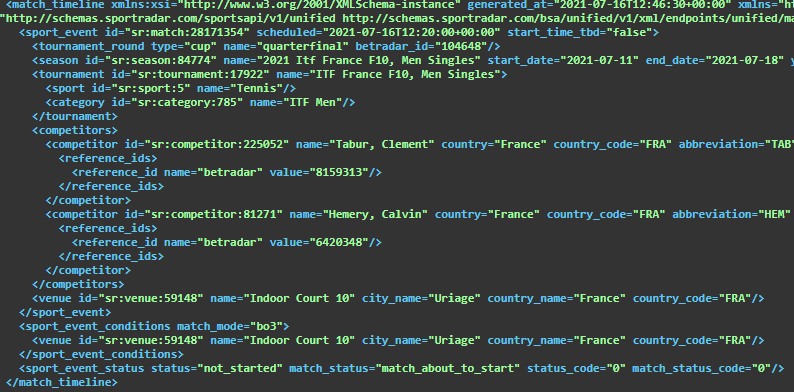 <match_timeline xmlns:xsi="http://www.w3.org/2001/XMLSchema-instance" generated_at="2021-07-16T12:46:30+00:00" xmlns="ht
"http://schemas.sportradar.com/sportsapi/v1/unified http://schemas.sportradar.com/bsa/unified/v1/xml/endpoints/unified/ma
<sport_event id="sr:match:28171354" scheduled="2021-07-16T12:20:00+00:00" start_time_tbd="false">
<tournament_round type="cup" name="quarterfinal" betradar_id="104648"/>
<season id="sr:season:84774" name="2021 Itf France F10, Men Singles" start_date="2021-07-11" end_date="2021-07-18" y
<tournament id="sr:tournament:17922" name="ITF France F10, Men Singles">
<sport id="sr:sport:5" name="Tennis"/>
<category id="sr:category:785" name="ITF Men"/>
</tournament>
<competitors>
<competitor id="sr:competitor:225052" name="Tabur, Clement" country="France" country_code="FRA" abbreviation="TAB"
<reference_ids>
<reference_id name="betradar" value="8159313"/>
</reference_ids>
</competitor>
<competitor id="sr:competitor:81271" name="Hemery, Calvin" country="France" country_code="FRA" abbreviation="HEM"
<reference_ids>
<reference_id name="betradar" value="6420348"/>
</reference_ids>
</competitor>
</competitors>
<venue id="sr:venue:59148" name="Indoor Court 10" city_name="Uriage" country_name="France" country_code="FRA"/>
</sport_event>
<sport_event_conditions match_mode="bo3">
<venue id="sr:venue:59148" name="Indoor Court 10" city_name="Uriage" country_name="France" country_code="FRA"/>
</sport_event_conditions>
<sport_event_status status="not_started" match_status="match_about_to_start" status_code="0" match_status_code="0"/>
</match_timeline>